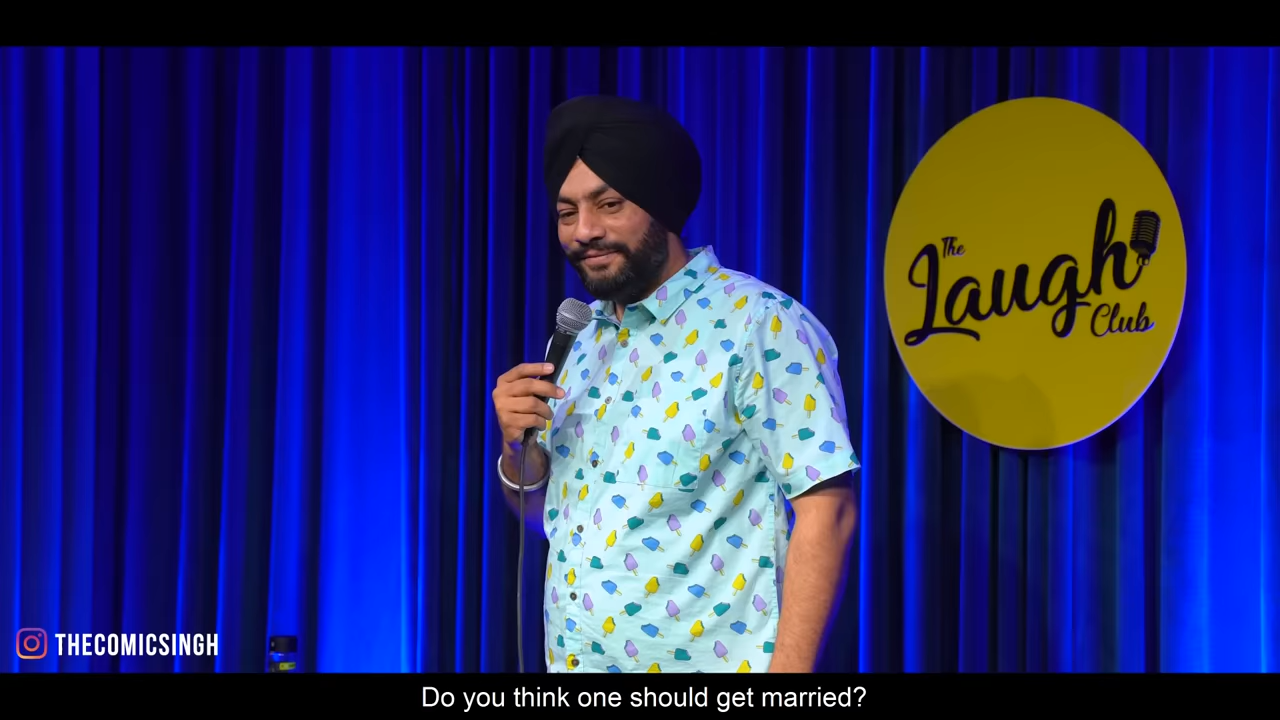 The
Laugh
Club
THECOMICSINGH
Do you think one should get married?